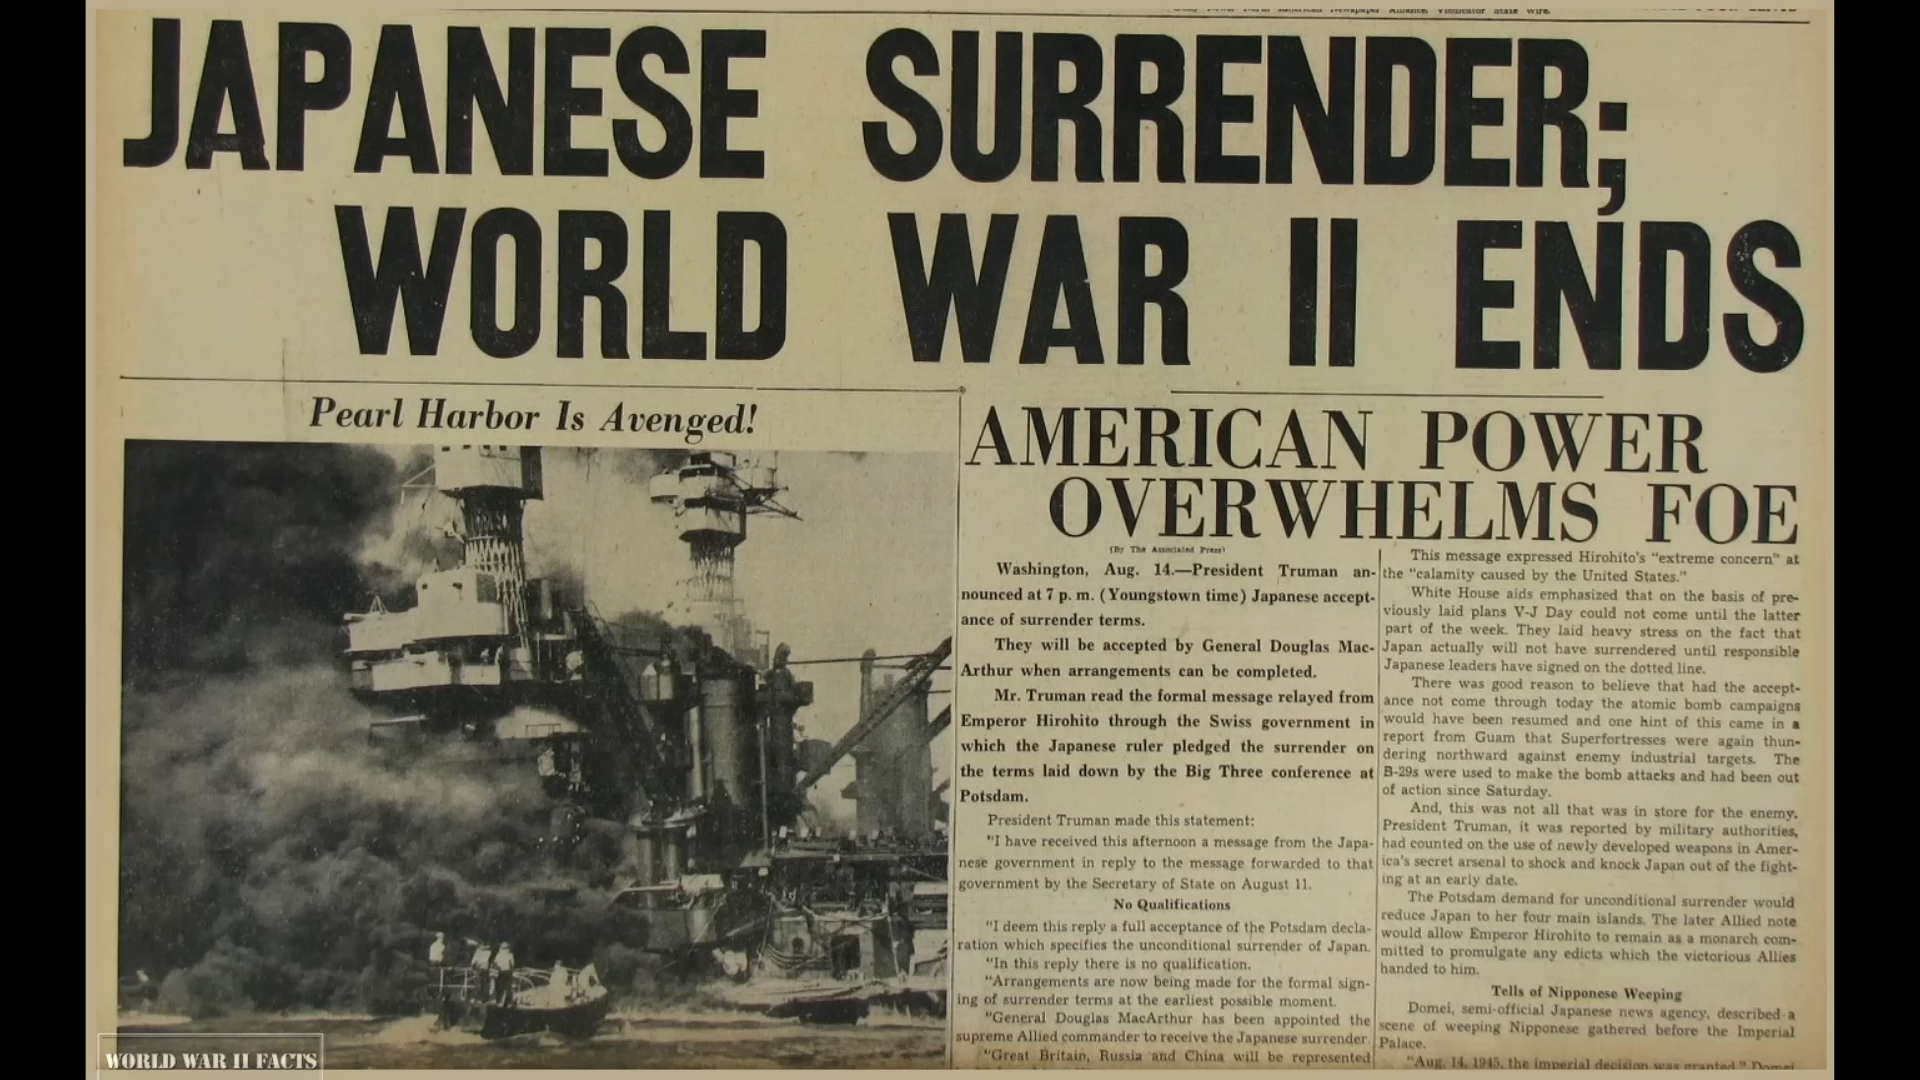 Alliance, Vindicator State Wire.
JAPANESE SURRENDER;
WORLD WAR II ENDS
Pearl Harbor Is Avenged!
AMERICAN POWER
OVERWHELMS FOE
(By The Associated Press)
Washington, Aug. 14.—President Truman an-
nounced at 7 p. m. (Youngstown time) Japanese accept-
ance of surrender terms.
They will be accepted by General Douglas Mac-
Arthur when arrangements can be completed.
Mr. Truman read the formal message relayed from
Emperor Hirohito through the Swiss government in
which the Japanese ruler pledged the surrender on
the terms laid down by the Big Three conference at
Potsdam.
President Truman made this statement:
"I have received this afternoon a message from the Japa-
nese government in reply to the message forwarded to that
government by the Secretary of State on August 11.
No Qualifications
"I deem this reply a full acceptance of the Potsdam decla-
ration which specifies the unconditional surrender of Japan.
"In this reply there is no qualification.
"Arrangements are now being made for the formal sign-
ing of surrender terms at the earliest possible moment.
"General Douglas MacArthur has been appointed the
supreme Allied commander to receive the Japanese surrender.
"Great Britain, Russia and China will be represented
This message expressed Hirohito's "extreme concern" at
the "calamity caused by the United States."
White House aids emphasized that on the basis of pre-
viously laid plans V-J Day could not come until the latter
part of the week. They laid heavy stress on the fact that
Japan actually will not have surrendered until responsible
Japanese leaders have signed on the dotted line.
There was good reason to believe that had the accept-
ance not come through today the atomic bomb campaigns
would have been resumed and one hint of this came in a
report from Guam that Superfortresses were again thun-
dering northward against enemy industrial targets. The
B-29s were used to make the bomb attacks and had been out
of action since Saturday.
And, this was not all that was in store for the enemy.
President Truman, it was reported by military authorities,
had counted on the use of newly developed weapons in Amer-
ica's secret arsenal to shock and knock Japan out of the fight-
ing at an early date.
The Potsdam demand for unconditional surrender would
reduce Japan to her four main islands. The later Allied note
would allow Emperor Hirohito to remain as a monarch com-
mitted to promulgate any edicts which the victorious Allies
handed to him.
Tells of Nipponese Weeping
Domei, semi-official Japanese news agency, described a
scene of weeping Nipponese gathered before the Imperial
Palace.
"Aug. 14, 1945, the imperial decision was granted," Domei
WORLD WAR II FACTS